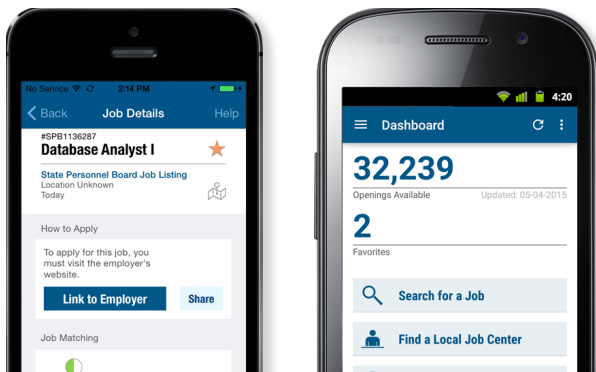 No Service 2:14 PM
Back Job Details Help
#SPB1136287
Database Analyst I
State Personnel Board Job Listing
Location Unknown
Today
How to Apply
To apply for this job, you
must visit the employer's
website.
Link to Employer Share
Job Matching
4:20
Dashboard
32,239
Openings Available Updated: 05-04-2015
2
Favorites
Search for a Job
Find a Local Job Center